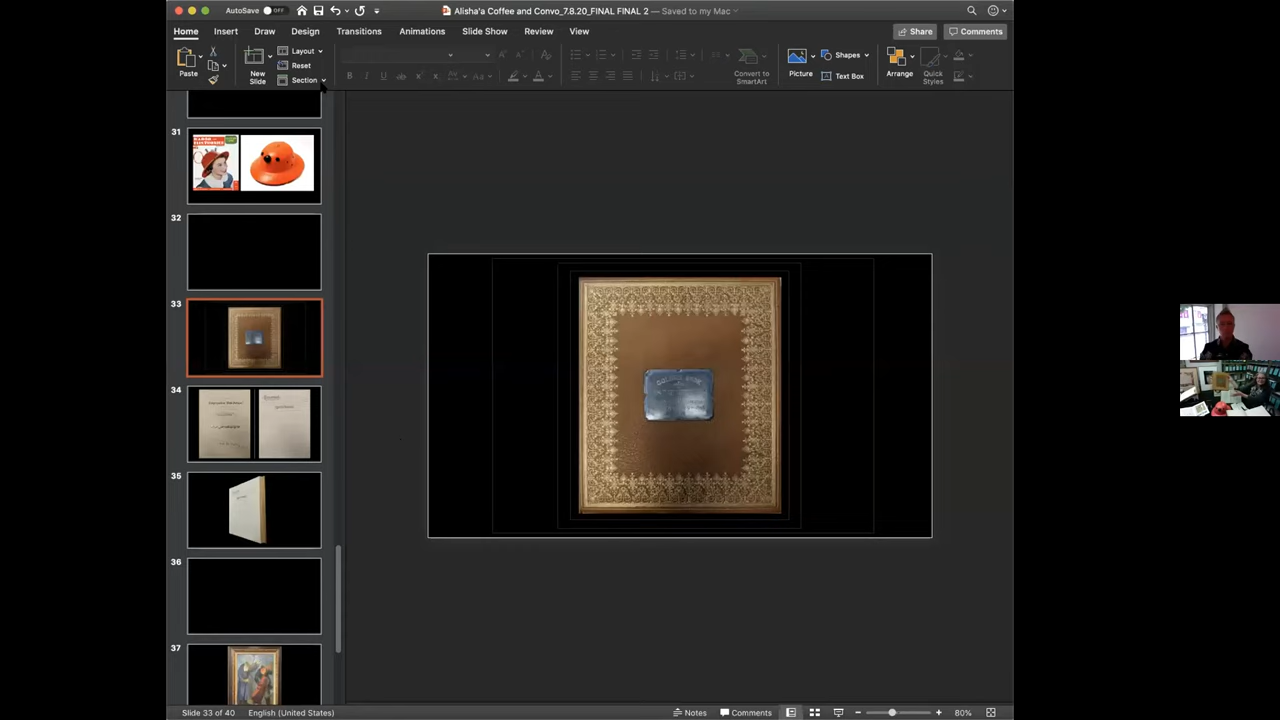 AutoSave OFF
Alisha'a Coffee and Convo_7.8.20_FINAL FINAL 2 — Saved to my Mac
Home Insert Draw Design Transitions Animations Slide Show Review View
Share Comments
Paste
New Slide
Layout
Reset
Section
Convert to SmartArt
Picture
Shapes
Text Box
Arrange
Quick Styles
31
32
33
34
35
36
37
Slide 33 of 40 English (United States)
Notes Comments 80%